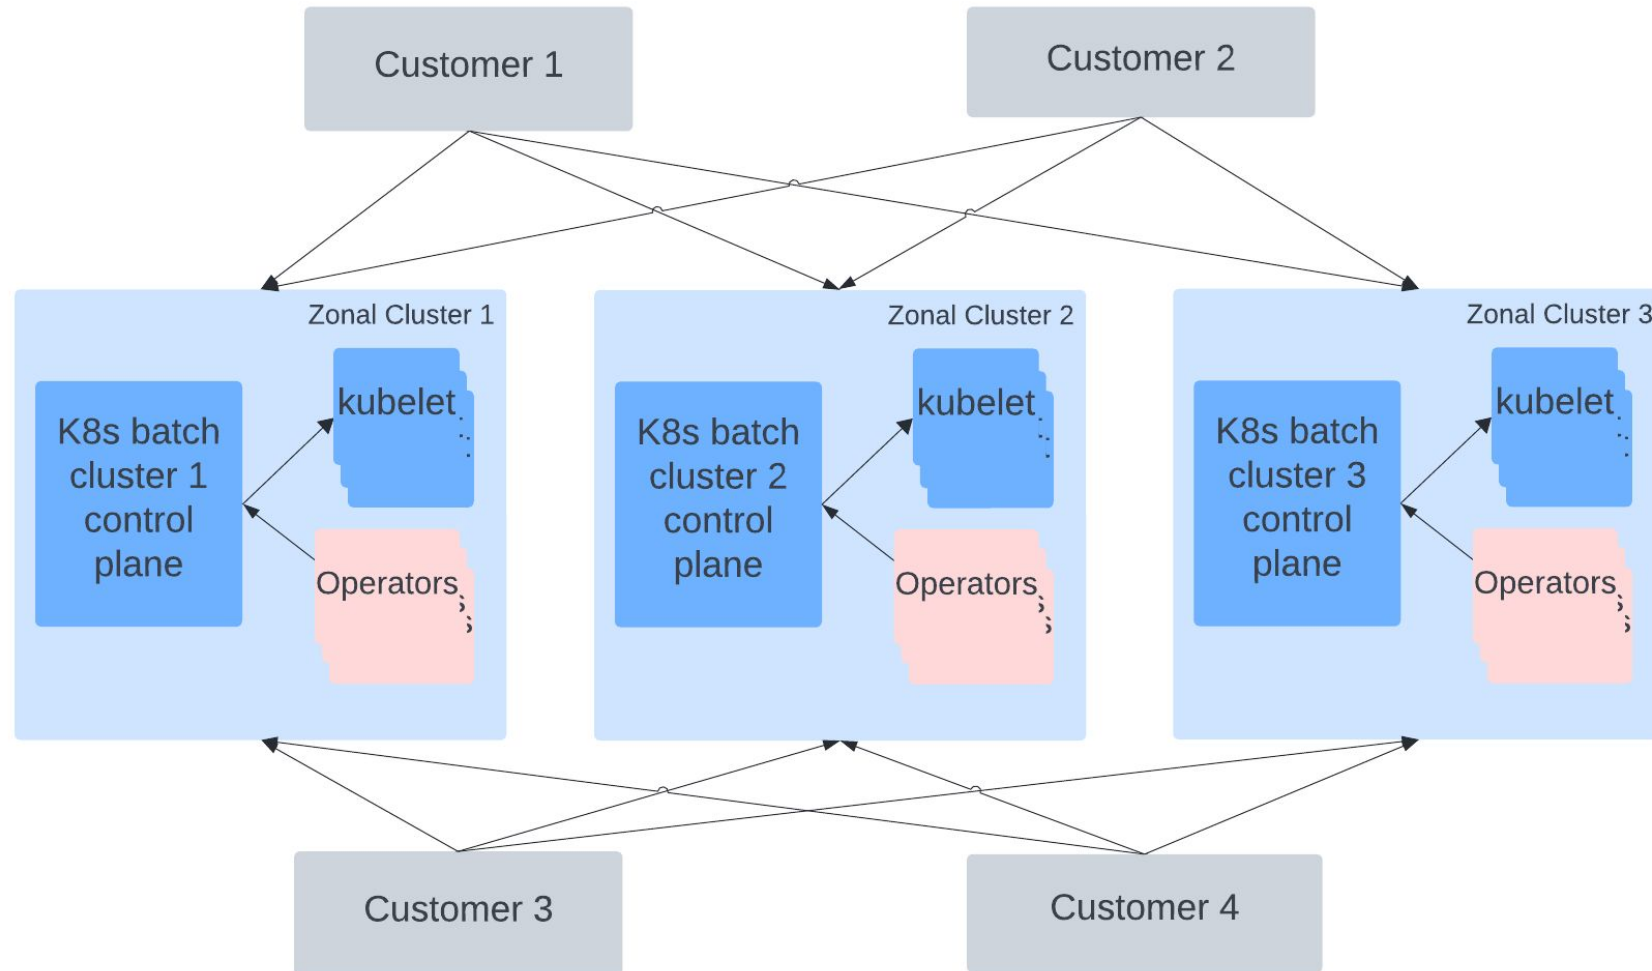 Customer 1
Customer 2
Zonal Cluster 1
K8s batch
cluster 1
control
plane
kubelet
Operators
Zonal Cluster 2
K8s batch
cluster 2
control
plane
kubelet
Operators
Zonal Cluster 3
K8s batch
cluster 3
control
plane
kubelet
Operators
Customer 3
Customer 4